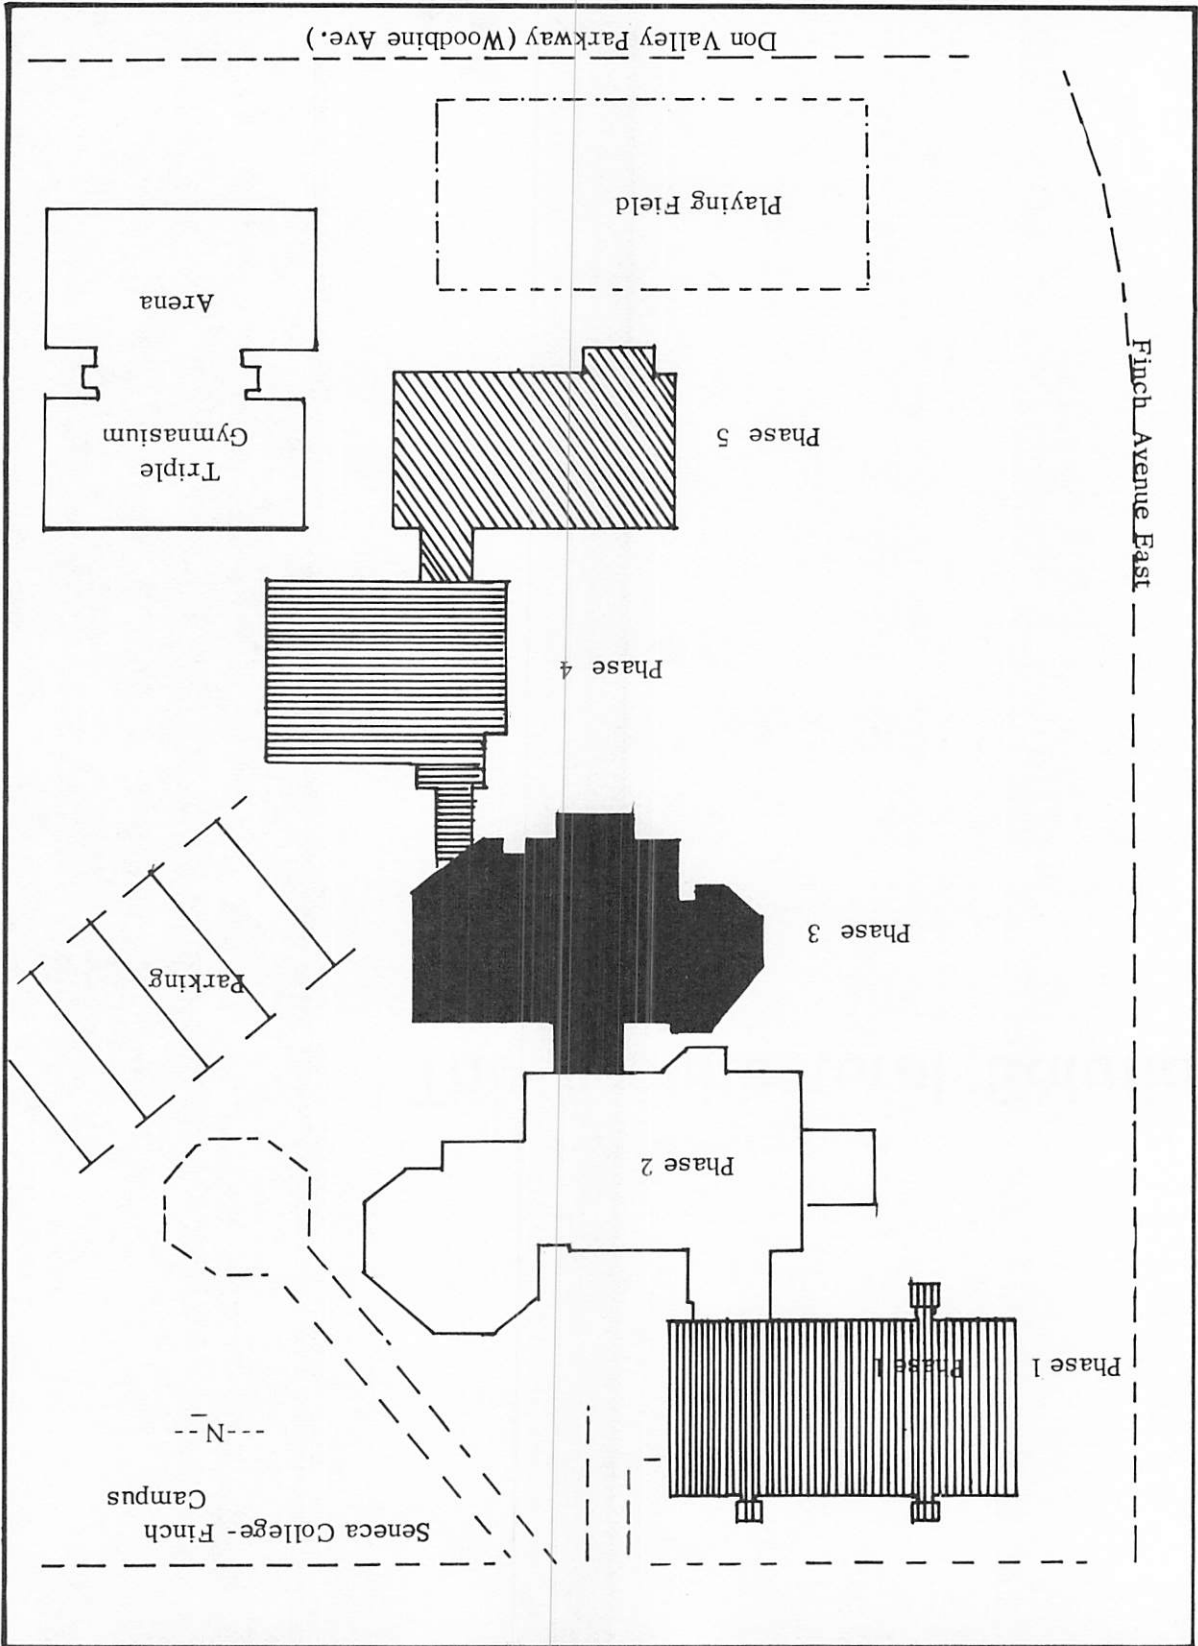 Seneca College- Finch
Campus
---N---
Phase 1
Phase 1
Phase 2
Parking
Phase 3
Phase 4
Phase 5
Triple
Gymnasium
Arena
Playing Field
Don Valley Parkway (Woodbine Ave.)
Finch Avenue East